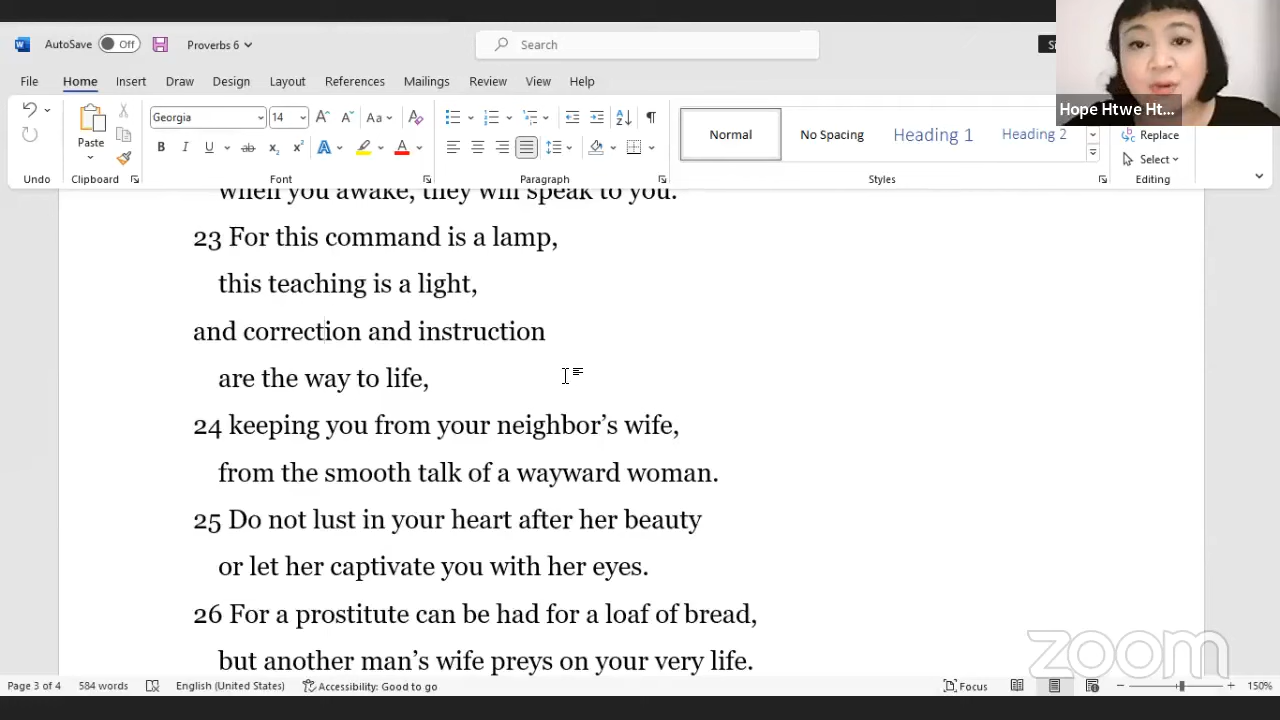 AutoSave Off Proverbs 6 Search
File Home Insert Draw Design Layout References Mailings Review View Help
Hope Htwe Ht...
Paste
Georgia 14
Aa
Normal No Spacing Heading 1 Heading 2
Replace
Select
Undo Clipboard Font Paragraph Styles Editing
when you awake, they will speak to you.
23 For this command is a lamp,
this teaching is a light,
and correction and instruction
are the way to life,
24 keeping you from your neighbor’s wife,
from the smooth talk of a wayward woman.
25 Do not lust in your heart after her beauty
or let her captivate you with her eyes.
26 For a prostitute can be had for a loaf of bread,
but another man’s wife preys on your very life.
zoom
Page 3 of 4 584 words English (United States) Accessibility: Good to go Focus 150%